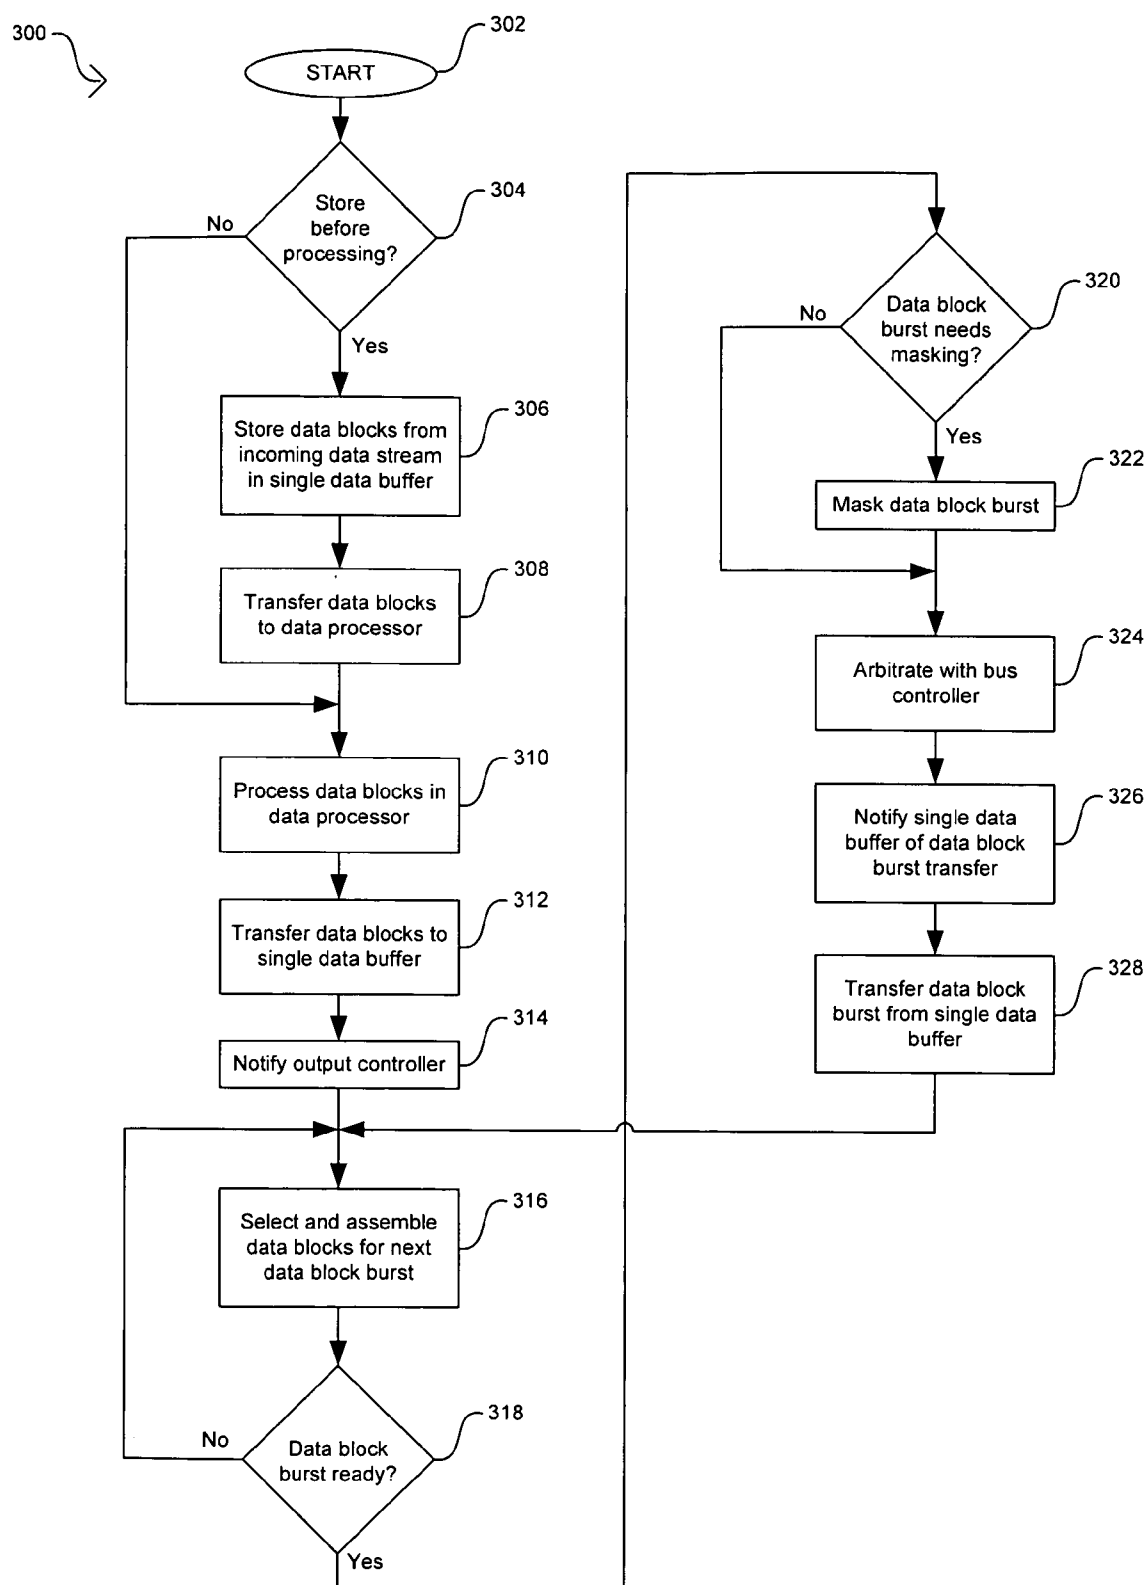 300
302
START
304
Store
before
processing?
No
Yes
306
Store data blocks from
incoming data stream
in single data buffer
308
Transfer data blocks
to data processor
310
Process data blocks in
data processor
312
Transfer data blocks to
single data buffer
314
Notify output controller
316
Select and assemble
data blocks for next
data block burst
318
No
Data block
burst ready?
Yes
320
No
Data block
burst needs
masking?
Yes
322
Mask data block burst
324
Arbitrate with bus
controller
326
Notify single data
buffer of data block
burst transfer
328
Transfer data block
burst from single data
buffer